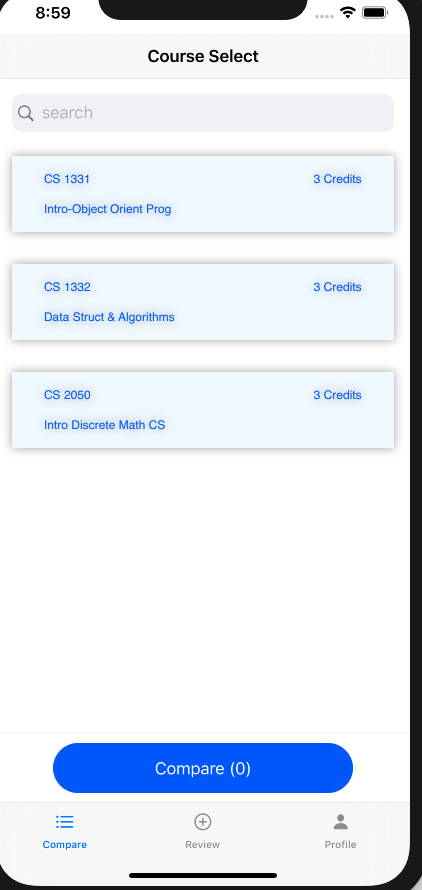 8:59
Course Select
search
CS 1331 3 Credits
Intro-Object Orient Prog
CS 1332 3 Credits
Data Struct & Algorithms
CS 2050 3 Credits
Intro Discrete Math CS
Compare (0)
Compare Review Profile